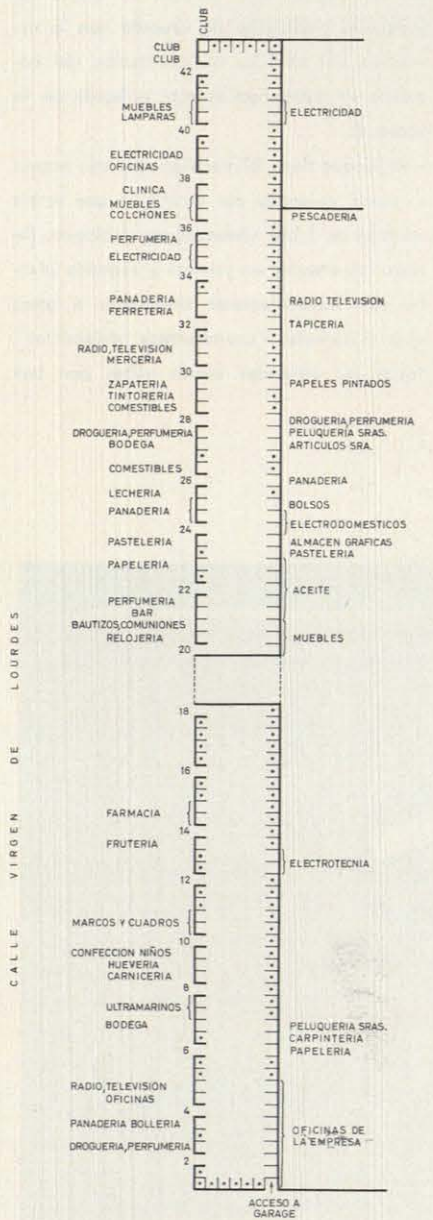 CLUB
CLUB
CLUB
42
MUEBLES
LAMPARAS
ELECTRICIDAD
40
ELECTRICIDAD
OFICINAS
38
CLINICA
MUEBLES
COLCHONES
PESCADERIA
36
PERFUMERIA
ELECTRICIDAD
34
PANADERIA
FERRETERIA
RADIO TELEVISION
32
TAPICERIA
RADIO,TELEVISION
MERCERIA
30
ZAPATERIA
TINTORERIA
COMESTIBLES
PAPELES PINTADOS
28
DROGUERIA,PERFUMERIA
BODEGA
DROGUERIA,PERFUMERIA
PELUQUERIA SRAS.
ARTICULOS SRA.
COMESTIBLES
26
PANADERIA
LECHERIA
PANADERIA
BOLSOS
24
ELECTRODOMESTICOS
PASTELERIA
ALMACEN GRAFICAS
PASTELERIA
PAPELERIA
22
ACEITE
PERFUMERIA
BAR
BAUTIZOS,COMUNIONES
RELOJERIA
MUEBLES
20
CALLE VIRGEN DE LOURDES
18
16
FARMACIA
14
FRUTERIA
ELECTROTECNIA
12
MARCOS Y CUADROS
10
CONFECCION NIÑOS
HUEVERIA
CARNICERIA
8
ULTRAMARINOS
BODEGA
PELUQUERIA SRAS.
CARPINTERIA
PAPELERIA
6
RADIO,TELEVISION
OFICINAS
4
PANADERIA BOLLERIA
DROGUERIA,PERFUMERIA
OFICINAS DE
LA EMPRESA
2
ACCESO A
GARAGE